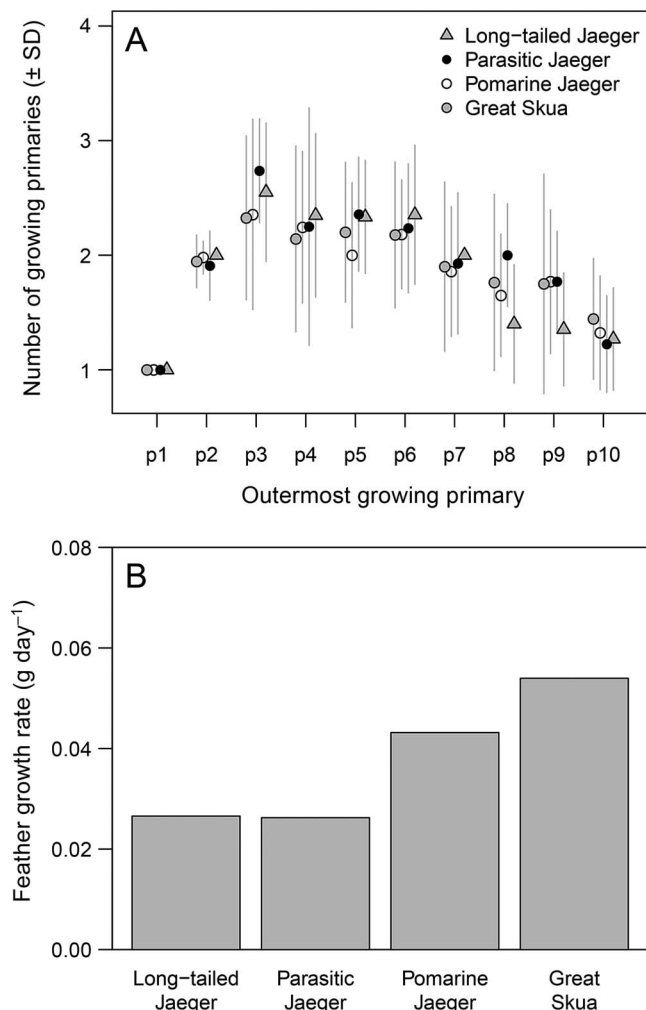 A
Long−tailed Jaeger
Parasitic Jaeger
Pomarine Jaeger
Great Skua
Number of growing primaries (± SD)
4
3
2
1
p1 p2 p3 p4 p5 p6 p7 p8 p9 p10
Outermost growing primary
B
Feather growth rate (g day−1)
0.08
0.06
0.04
0.02
0.00
Long−tailed Parasitic Pomarine Great
Jaeger Jaeger Jaeger Skua